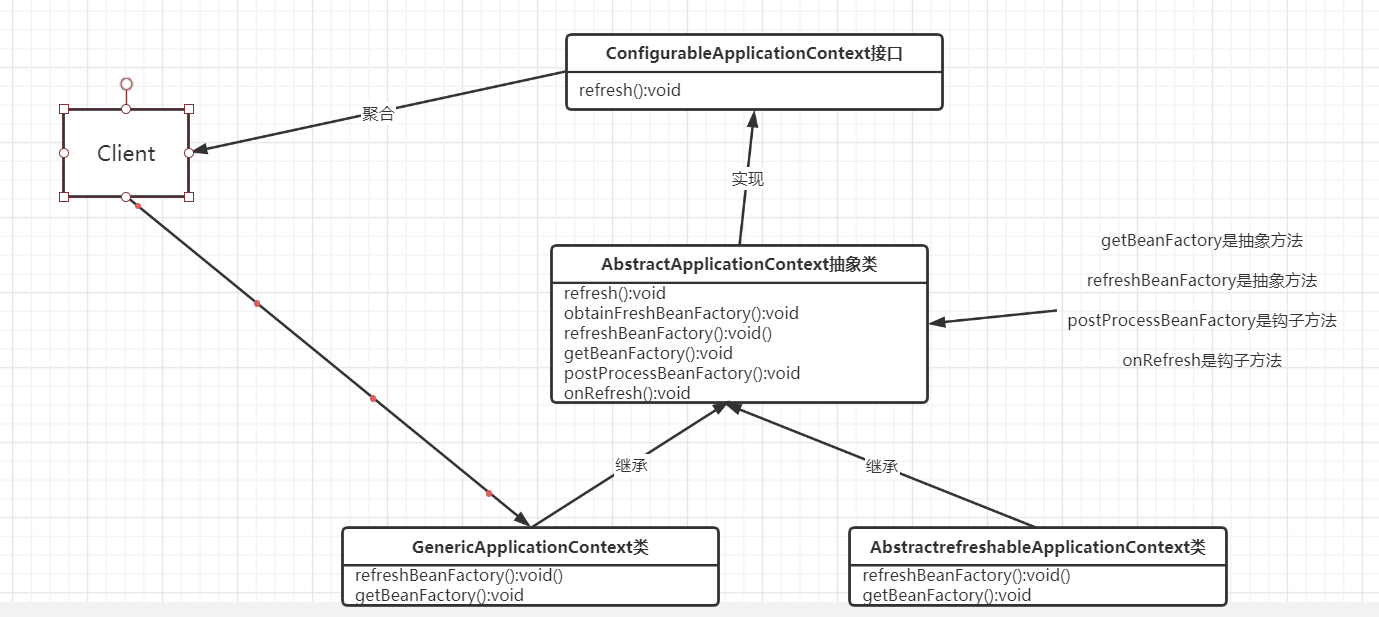 ConfigurableApplicationContext接口
refresh():void
聚合
Client
实现
AbstractApplicationContext抽象类
refresh():void
obtainFreshBeanFactory():void
refreshBeanFactory():void()
getBeanFactory():void
postProcessBeanFactory():void
onRefresh():void
getBeanFactory是抽象方法
refreshBeanFactory是抽象方法
postProcessBeanFactory是钩子方法
onRefresh是钩子方法
继承
继承
GenericApplicationContext类
refreshBeanFactory():void()
getBeanFactory():void
AbstractrefreshableApplicationContext类
refreshBeanFactory():void()
getBeanFactory():void